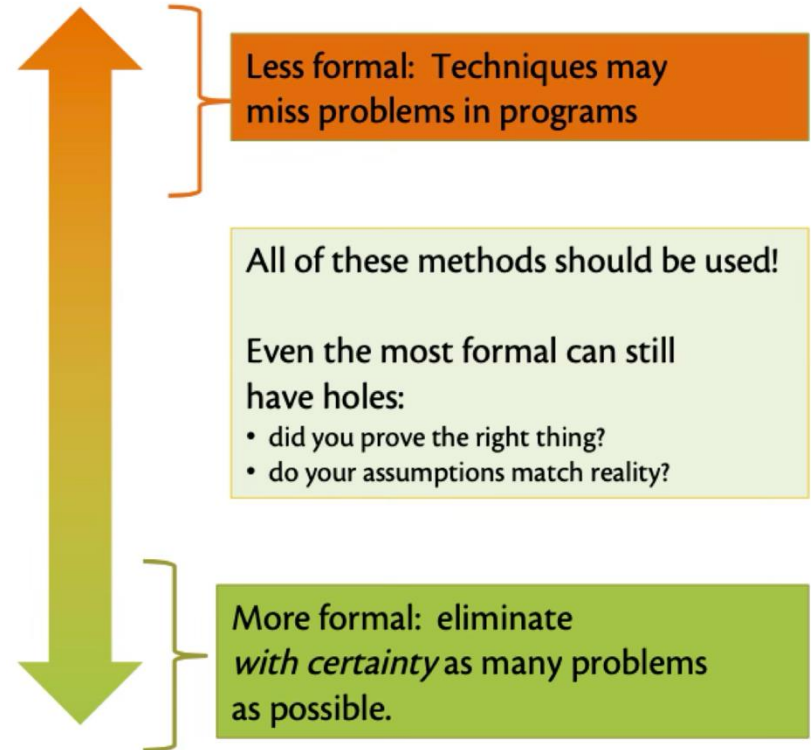 Less formal: Techniques may
miss problems in programs
All of these methods should be used!
Even the most formal can still
have holes:
• did you prove the right thing?
• do your assumptions match reality?
More formal: eliminate
with certainty as many problems
as possible.